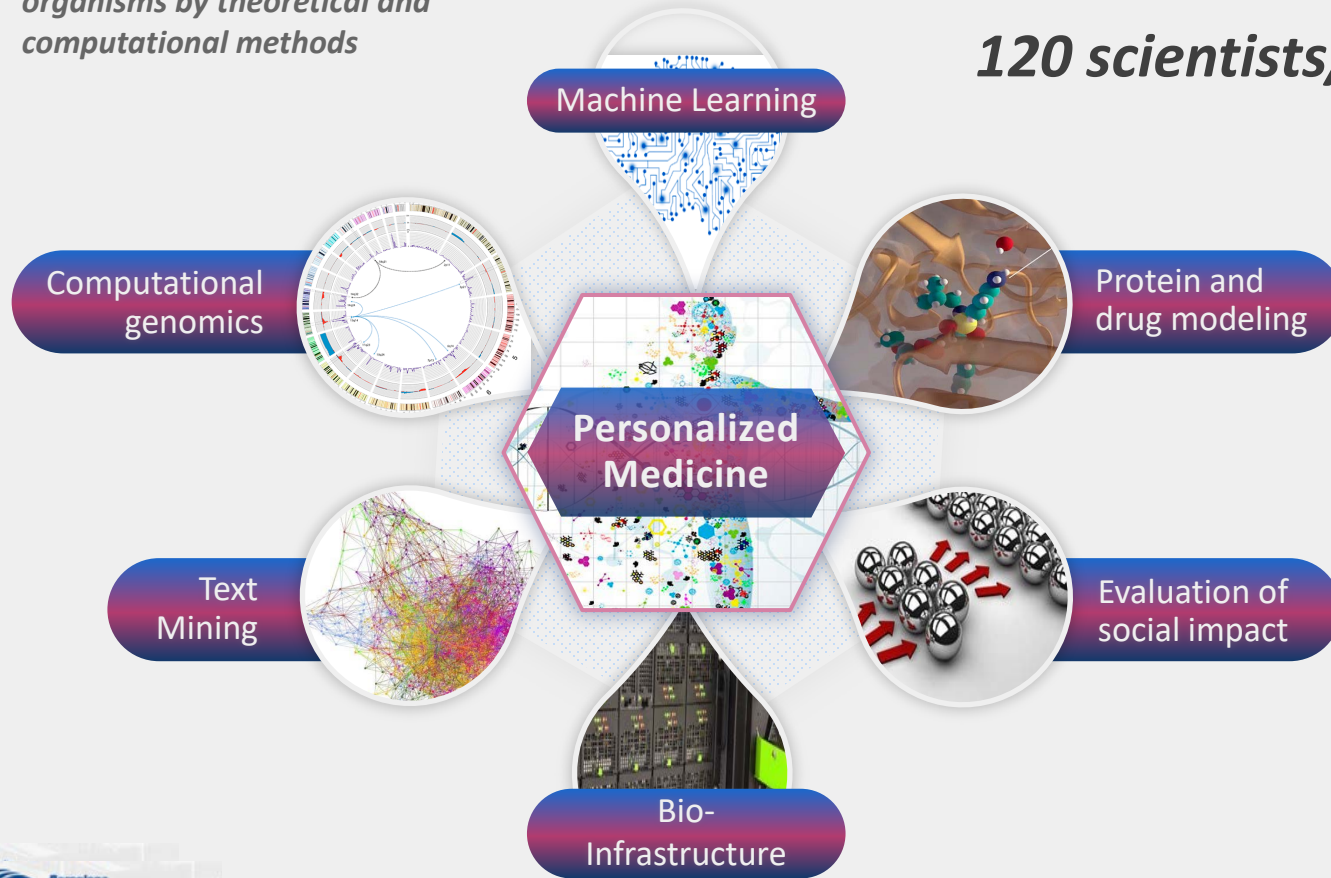 organisms by theoretical and
computational methods
120 scientists,
Machine Learning
Computational
genomics
Protein and
drug modeling
Personalized
Medicine
Text
Mining
Evaluation of
social impact
Bio-
Infrastructure